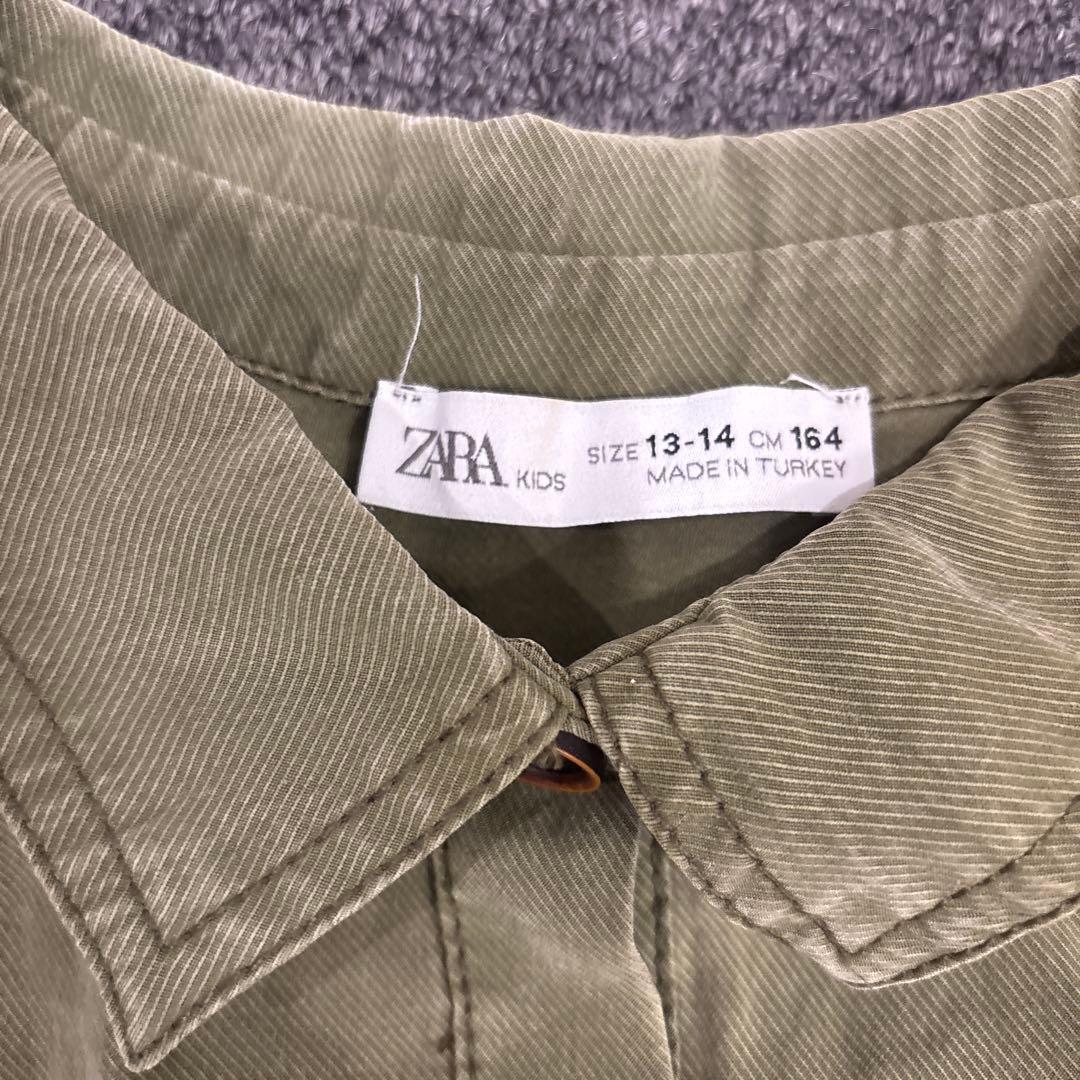 ZARA KIDS
SIZE 13-14 CM 164
MADE IN TURKEY